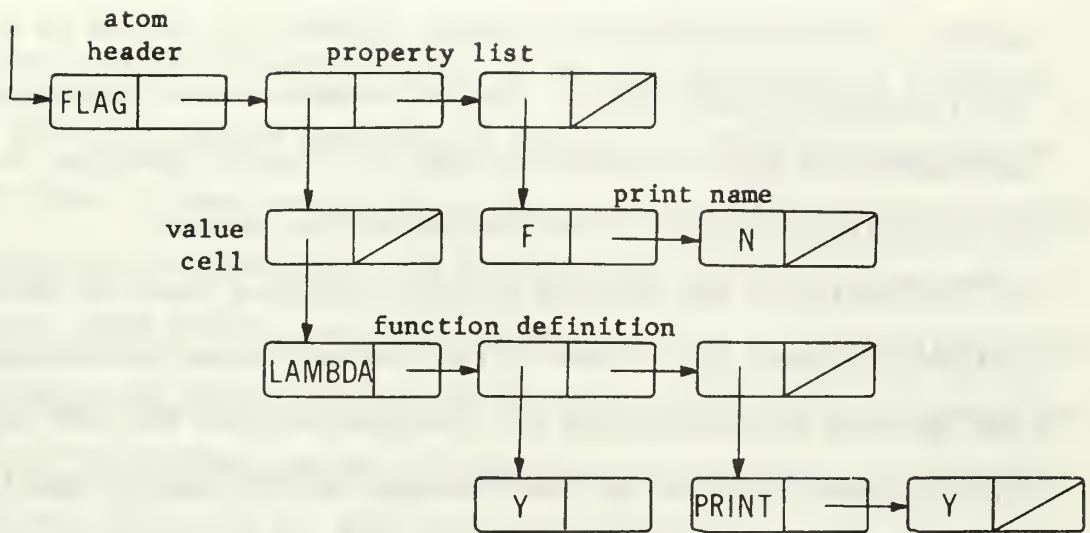 atom
header
property list
FLAG
print name
value
cell
F
N
function definition
LAMBDA
Y
PRINT
Y